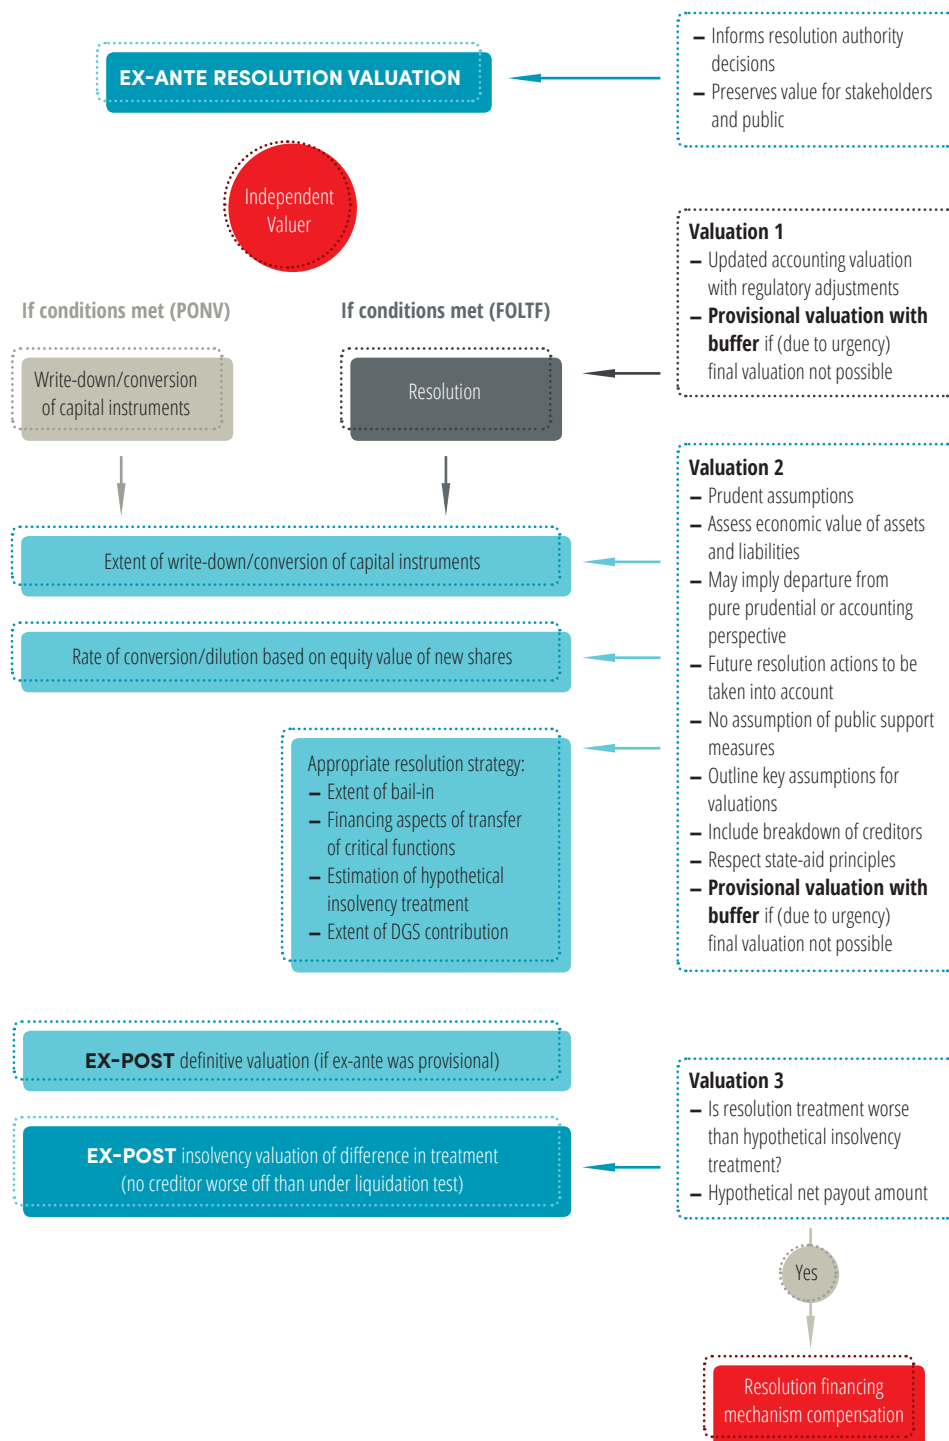 EX-ANTE RESOLUTION VALUATION
– Informs resolution authority
decisions
– Preserves value for stakeholders
and public
Independent
Valuer
If conditions met (PONV)
If conditions met (FOLTF)
Write-down/conversion
of capital instruments
Resolution
Valuation 1
– Updated accounting valuation
with regulatory adjustments
– Provisional valuation with
buffer if (due to urgency)
final valuation not possible
Extent of write-down/conversion of capital instruments
Rate of conversion/dilution based on equity value of new shares
Appropriate resolution strategy:
– Extent of bail-in
– Financing aspects of transfer
of critical functions
– Estimation of hypothetical
insolvency treatment
– Extent of DGS contribution
Valuation 2
– Prudent assumptions
– Assess economic value of assets
and liabilities
– May imply departure from
pure prudential or accounting
perspective
– Future resolution actions to be
taken into account
– No assumption of public support
measures
– Outline key assumptions for
valuations
– Include breakdown of creditors
– Respect state-aid principles
– Provisional valuation with
buffer if (due to urgency)
final valuation not possible
EX-POST definitive valuation (if ex-ante was provisional)
EX-POST insolvency valuation of difference in treatment
(no creditor worse off than under liquidation test)
Valuation 3
– Is resolution treatment worse
than hypothetical insolvency
treatment?
– Hypothetical net payout amount
Yes
Resolution financing
mechanism compensation